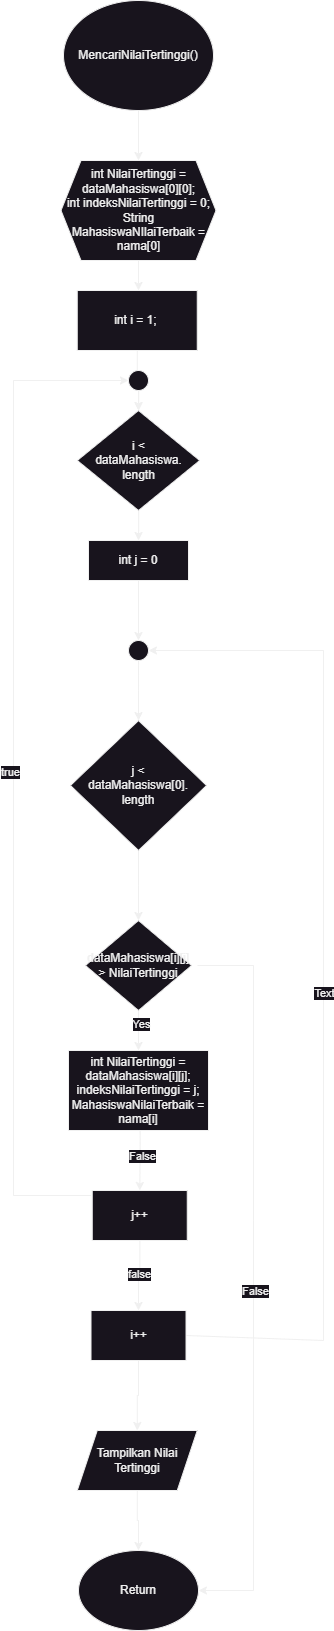 MencariNilaiTertinggi()
int NilaiTertinggi =
dataMahasiswa[0][0];
int indeksNilaiTertinggi = 0;
String
MahasiswaNIlaiTerbaik =
nama[0]
int i = 1;
i <
dataMahasiswa.
length
int j = 0
j <
dataMahasiswa[0].
length
true
dataMahasiswa[i][j]
> NilaiTertinggi
Text
Yes
int NilaiTertinggi =
dataMahasiswa[i][j];
indeksNilaiTertinggi = j;
MahasiswaNilaiTerbaik =
nama[i]
False
j++
false
False
i++
Tampilkan Nilai
Tertinggi
Return